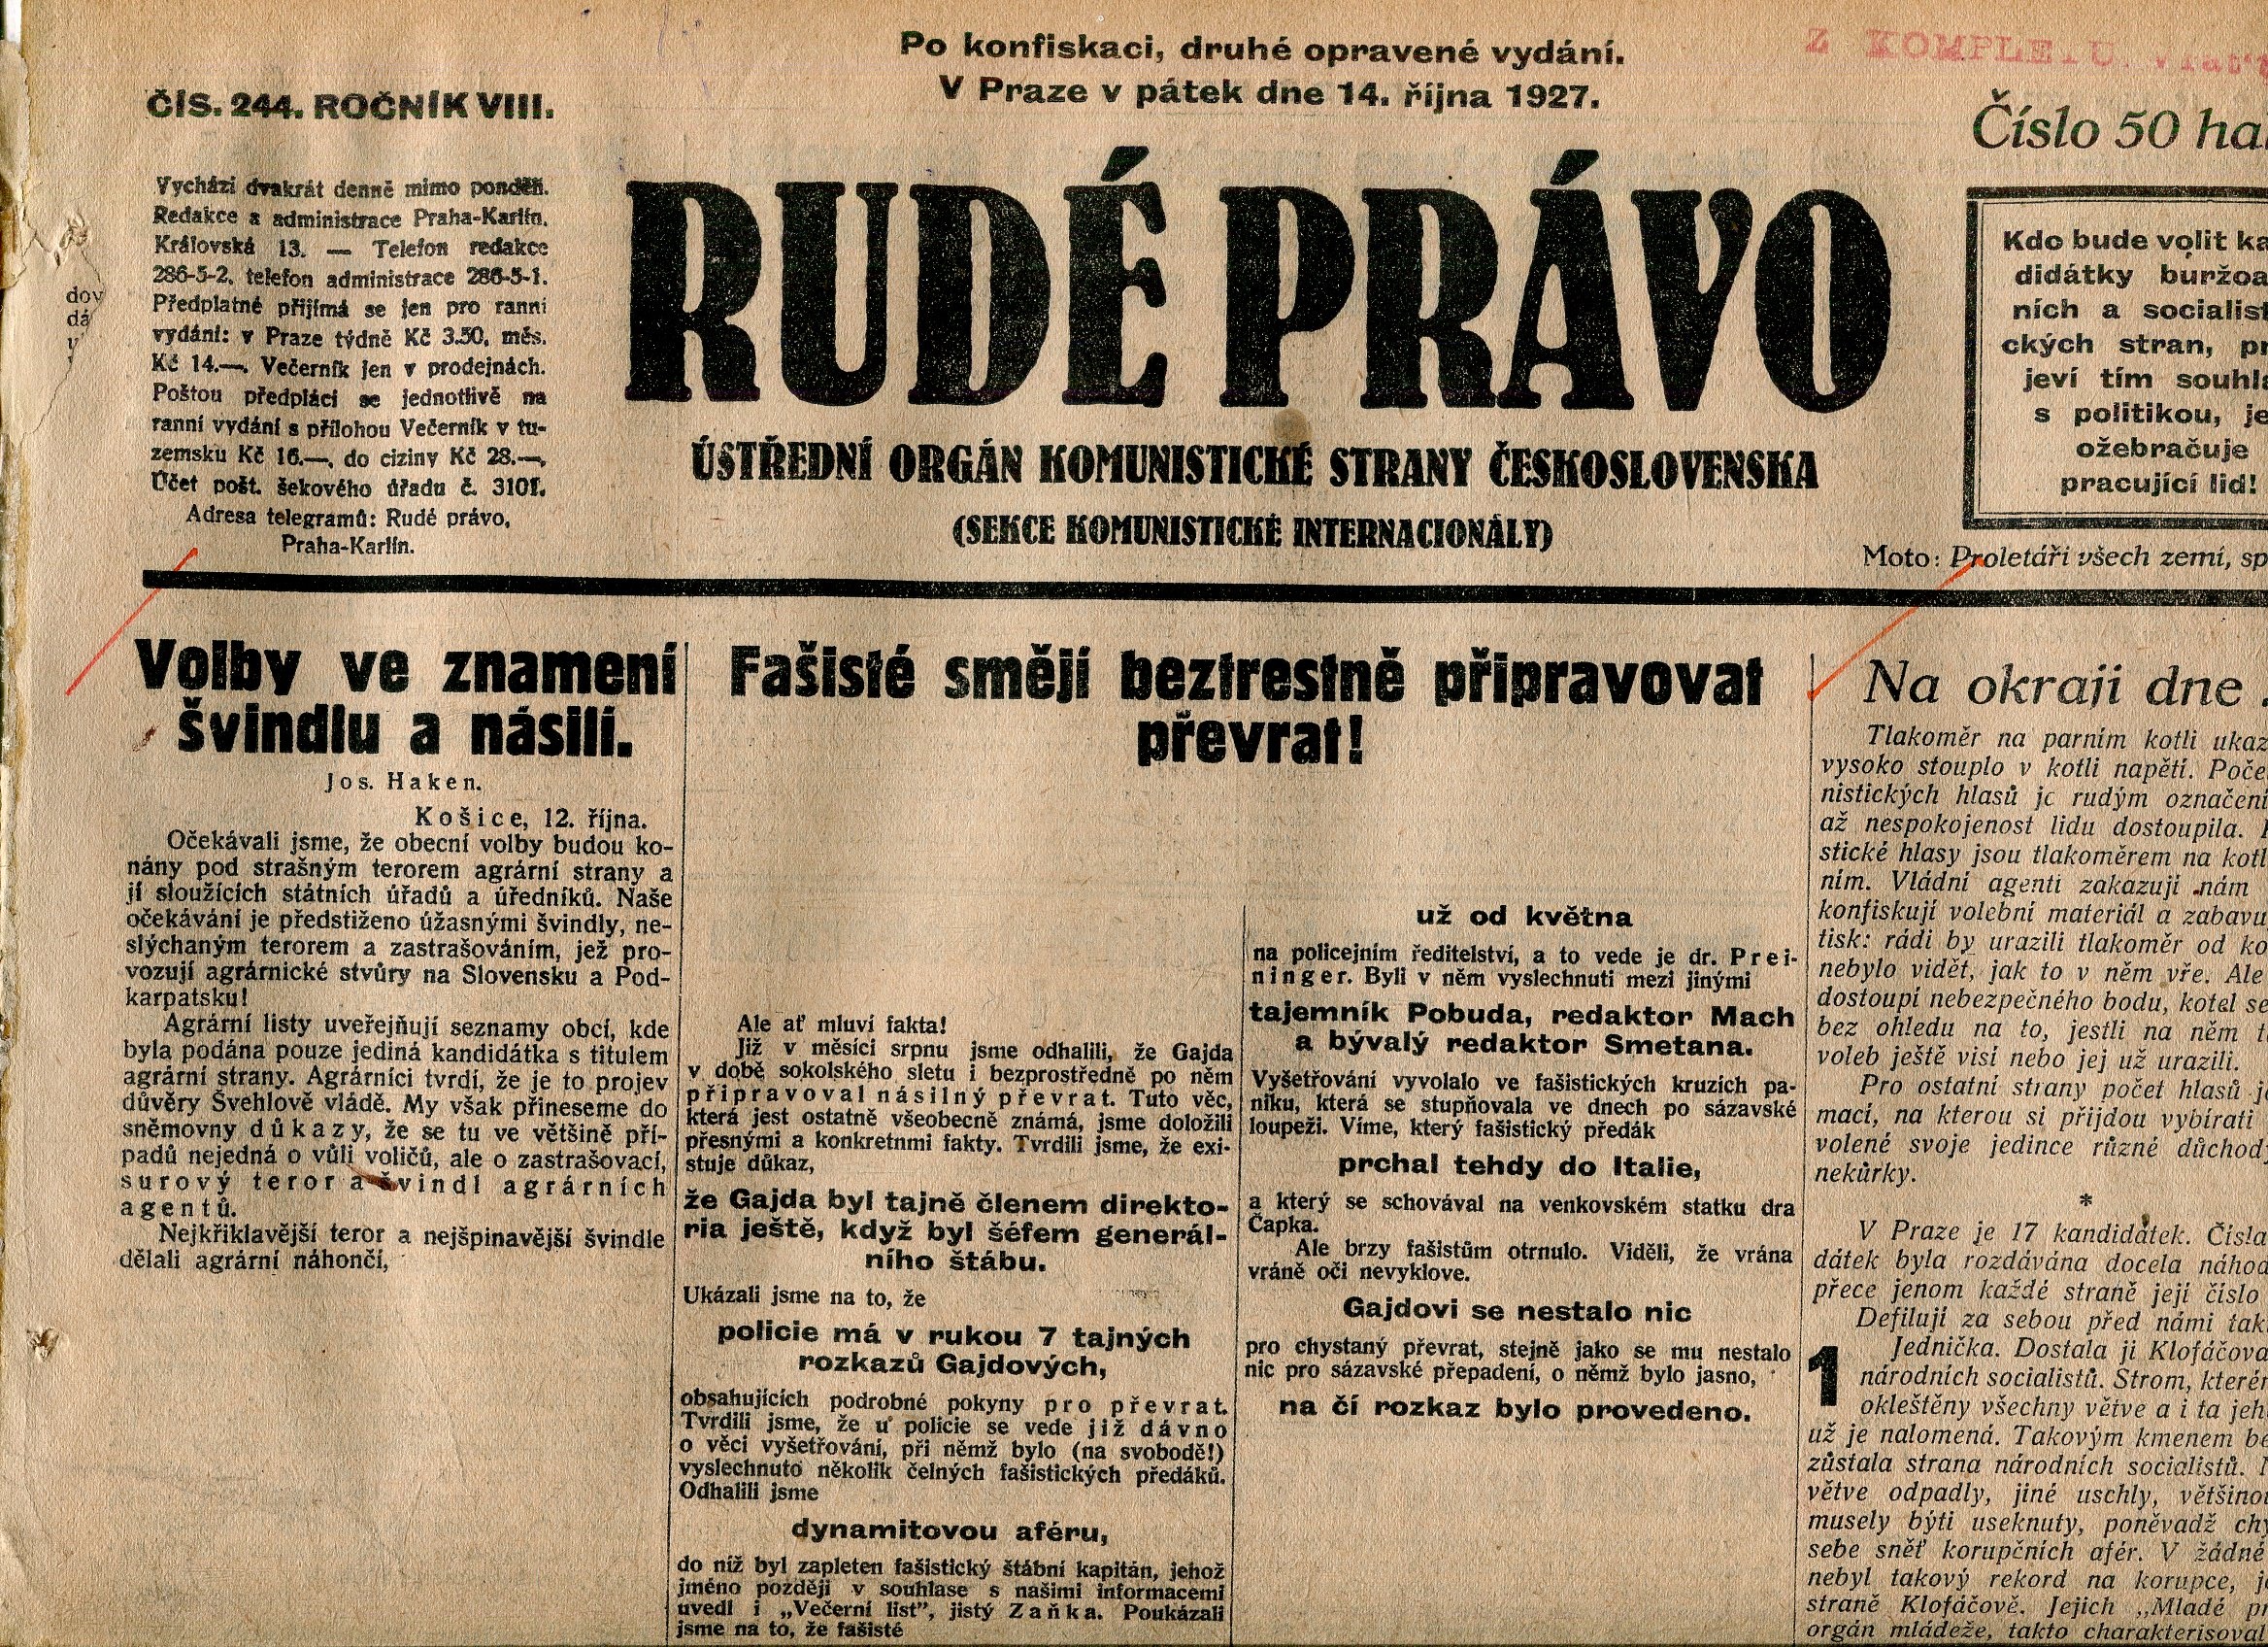 Po konfiskaci, druhé opravené vydání.
V Praze v pátek dne 14. října 1927.
Z KOMPLETU.
ČÍS. 244. ROČNÍK VIII.
Číslo 50 ha
Vychází dvakrát denně mimo ponděli.
Redakce a administrace Praha-Karlín,
Královská 13. — Telefon redakce
286-5-2, telefon administrace 286-5-1.
Předplatné přijímá se jen pro ranní
vydání: v Praze týdně Kč 3.50, měs.
Kč 14.—. Večerník jen v prodejnách.
Poštou předplácí se jednotlivě na
ranní vydání s přílohou Večerník v tu-
zemsku Kč 16.—, do ciziny Kč 28.—,
Účet pošt. šekového úřadu č. 3101.
Adresa telegramů: Rudé právo,
Praha-Karlín.
dov
dá
RUDÉ PRÁVO
ÚSTŘEDNÍ ORGÁN KOMUNISTICKÉ STRANY ČESKOSLOVENSKA
(SEKCE KOMUNISTICKÉ INTERNACIONÁLY)
Kdo bude volit ka
didátky buržoa
ních a socialist
ckých stran, pr
jeví tím souhla
s politikou, je
ožebračuje
pracující lid!
Moto: Proletáři všech zemí, sp
Volby ve znamení
švindlu a násilí.
Jos. Haken.
Košice, 12. října.
Očekávali jsme, že obecní volby budou ko-
nány pod strašným terorem agrární strany a
jí sloužících státních úřadů a úředníků. Naše
očekávání je předstiženo úžasnými švindly, ne-
slýchaným terorem a zastrašováním, jež pro-
vozují agrárnické stvůry na Slovensku a Pod-
karpatsku!
Agrární listy uveřejňují seznamy obcí, kde
byla podána pouze jediná kandidátka s titulem
agrární strany. Agrárníci tvrdí, že je to projev
důvěry Švehlově vládě. My však přineseme do
sněmovny důkazy, že se tu ve většině pří-
padů nejedná o vůli voličů, ale o zastrašovací,
surový teror a švindl agrárních
agentů.
Nejkřiklavější teror a nejšpinavější švindle
dělali agrární náhončí,
Fašisté smějí beztrestně připravovat
převrat!
Ale ať mluví fakta!
Již v měsíci srpnu jsme odhalili, že Gajda
v době sokolského sletu i bezprostředně po něm
připravoval násilný převrat. Tuto věc,
která jest ostatně všeobecně známá, jsme doložili
přesnými a konkretnmi fakty. Tvrdili jsme, že exi-
stuje důkaz,
že Gajda byl tajně členem direkto-
ria ještě, když byl šéfem generál-
ního štábu.
Ukázali jsme na to, že
policie má v rukou 7 tajných
rozkazů Gajdových,
obsahujících podrobné pokyny pro převrat.
Tvrdili jsme, že u policie se vede již dávno
o věci vyšetřování, při němž bylo (na svobodě!)
vyslechnuto několik čelných fašistických předáků.
Odhalili jsme
dynamitovou aféru,
do níž byl zapleten fašistický štábní kapitán, jehož
jméno později v souhlase s našimi informacemi
uvedl i „Večerní list”, jistý Zaňka. Poukázali
jsme na to, že fašisté
už od května
na policejním ředitelství, a to vede je dr. Prei-
ninger. Byli v něm vyslechnuti mezi jinými
tajemník Pobuda, redaktor Mach
a bývalý redaktor Smetana.
Vyšetřování vyvolalo ve fašistických kruzích pa-
niku, která se stupňovala ve dnech po sázavské
loupeži. Víme, který fašistický předák
prchal tehdy do Italie,
a který se schovával na venkovském statku dra
Čapka.
Ale brzy fašistům otrnulo. Viděli, že vrána
vráně oči nevyklove.
Gajdovi se nestalo nic
pro chystaný převrat, stejně jako se mu nestalo
nic pro sázavské přepadení, o němž bylo jasno,
na čí rozkaz bylo provedeno.
Na okraji dne
Tlakoměr na parním kotli ukaz
vysoko stouplo v kotli napětí. Poče
nistických hlasů jc rudým označení
až nespokojenost lidu dostoupila.
stické hlasy jsou tlakoměrem na kotl
ním. Vládní agenti zakazují nám
konfiskují volební materiál a zabavu
tisk: rádi by urazili tlakoměr od ko
nebylo vidět, jak to v něm vře. Ale
dostoupí nebezpečného bodu, kotel se
bez ohledu na to, jestli na něm t
voleb ještě visí nebo jej už urazili.
Pro ostatní strany počet hlasů je
mací, na kterou si přijdou vybírati
volené svoje jedince různé důchody
nekůrky.
*
V Praze je 17 kandidátek. Čísla
dátek byla rozdávána docela náhod
přece jenom každé straně její číslo
Defilují za sebou před námi tak
1 Jednička. Dostala ji Klofáčova
národních socialistů. Strom, kterém
okleštěny všechny větve a i ta jeh
už je nalomená. Takovým kmenem be
zůstala strana národních socialistů.
větve odpadly, jiné uschly, většino
musely býti useknuty, poněvadž chy
sebe sněť korupčních afér. V žádné
nebyl takový rekord na korupce, j
straně Klofáčově. Jejich „Mladé pr
orgán mládeže, takto charakterisoval